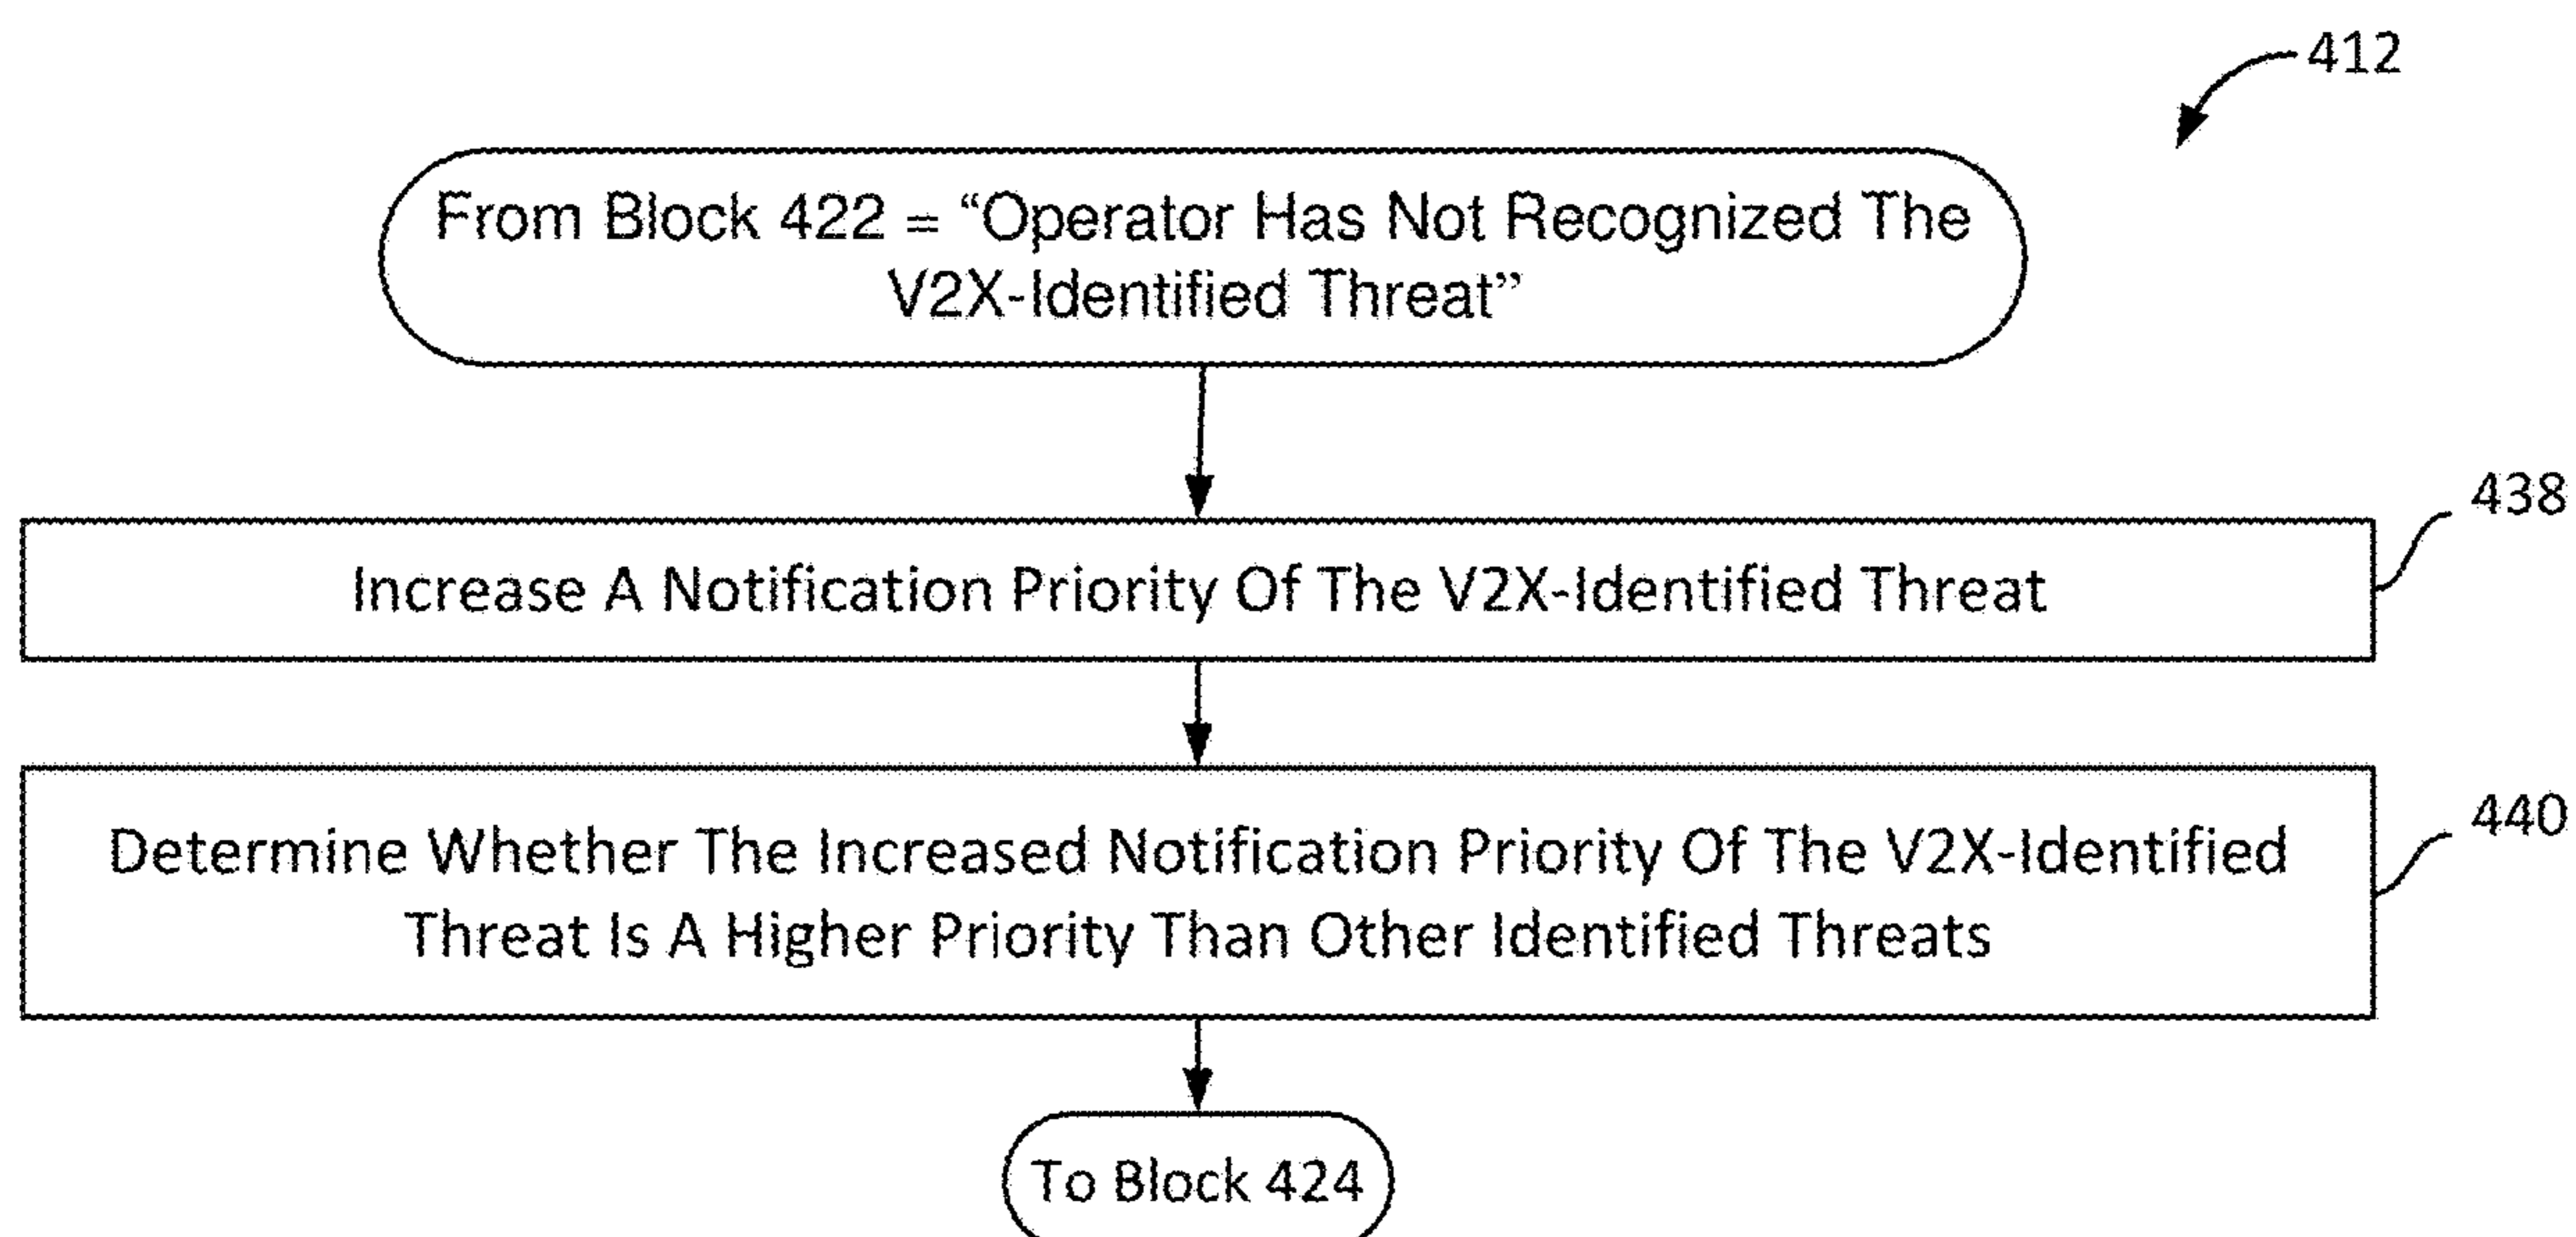 412
From Block 422 = “Operator Has Not Recognized The
V2X-Identified Threat”
438
Increase A Notification Priority Of The V2X-Identified Threat
440
Determine Whether The Increased Notification Priority Of The V2X-Identified
Threat Is A Higher Priority Than Other Identified Threats
To Block 424